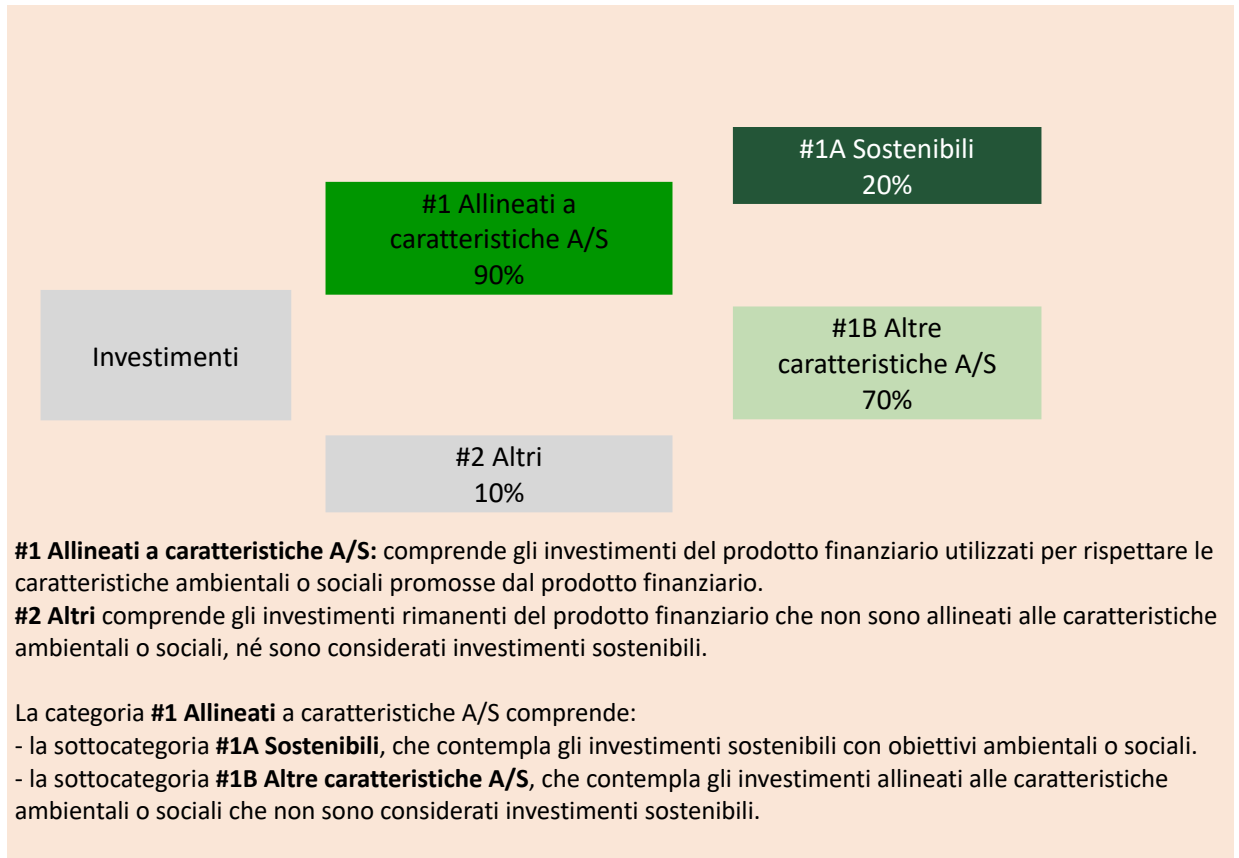 #1A Sostenibili
20%
#1 Allineati a
caratteristiche A/S
90%
Investimenti
#1B Altre
caratteristiche A/S
70%
#2 Altri
10%
#1 Allineati a caratteristiche A/S: comprende gli investimenti del prodotto finanziario utilizzati per rispettare le
caratteristiche ambientali o sociali promosse dal prodotto finanziario.
#2 Altri comprende gli investimenti rimanenti del prodotto finanziario che non sono allineati alle caratteristiche
ambientali o sociali, né sono considerati investimenti sostenibili.
La categoria #1 Allineati a caratteristiche A/S comprende:
- la sottocategoria #1A Sostenibili, che contempla gli investimenti sostenibili con obiettivi ambientali o sociali.
- la sottocategoria #1B Altre caratteristiche A/S, che contempla gli investimenti allineati alle caratteristiche
ambientali o sociali che non sono considerati investimenti sostenibili.